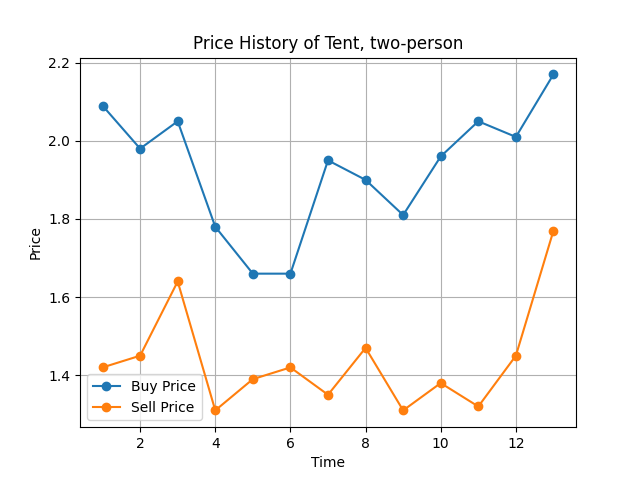 Price History of Tent, two-person
2.2
2.0
1.8
1.6
1.4
Price
Buy Price
Sell Price
2 4 6 8 10 12
Time